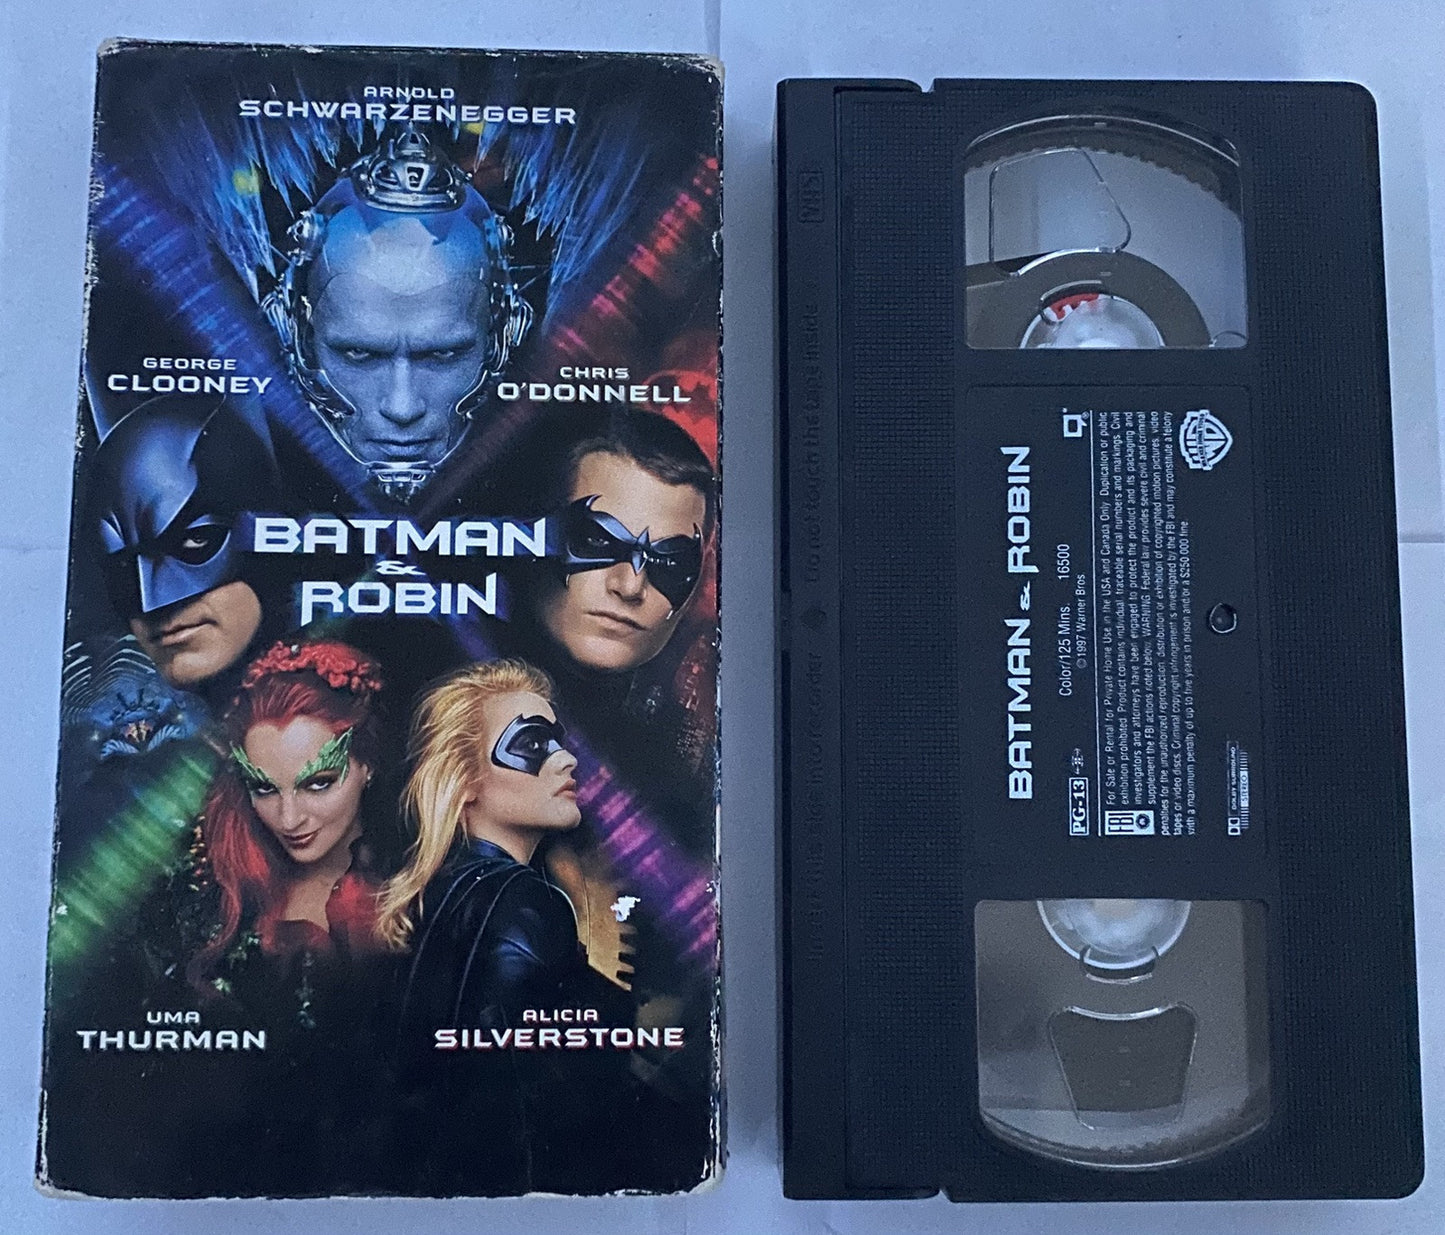 ARNOLD
SCHWARZENEGGER
GEORGE
CLOONEY
CHRIS
O'DONNELL
BATMAN
&
ROBIN
UMA
THURMAN
ALICIA
SILVERSTONE
VHS
Do not touch the tape inside
BATMAN & ROBIN
Color/125 Mins. 16500
©1997 Warner Bros
PG-13
FBI
For Sale or Rental for Private Home Use in the USA and Canada Only. Duplication or public
exhibition prohibited. Product contains individual traceable serial numbers and markings. Civil
investigators and attorneys have been engaged to protect the product and its packaging and
supplement the FBI actions noted below. WARNING: Federal law provides severe civil and criminal
penalties for the unauthorized reproduction, distribution or exhibition of copyrighted motion pictures, video
tapes or video discs. Criminal copyright infringement is investigated by the FBI and may constitute a felony
with a maximum penalty of up to five years in prison and/or a $250,000 fine.
DOLBY SURROUND
STEREO